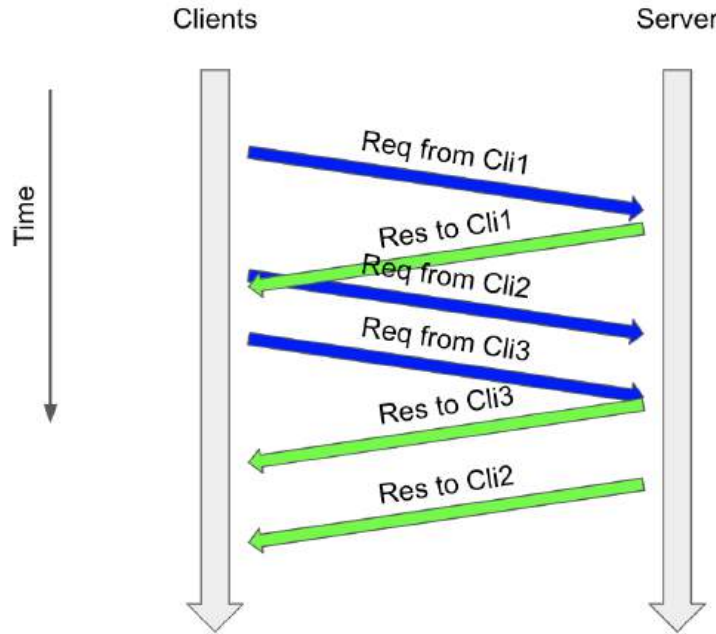 Clients
Server
Time
Req from Cli1
Res to Cli1
Req from Cli2
Req from Cli3
Res to Cli3
Res to Cli2